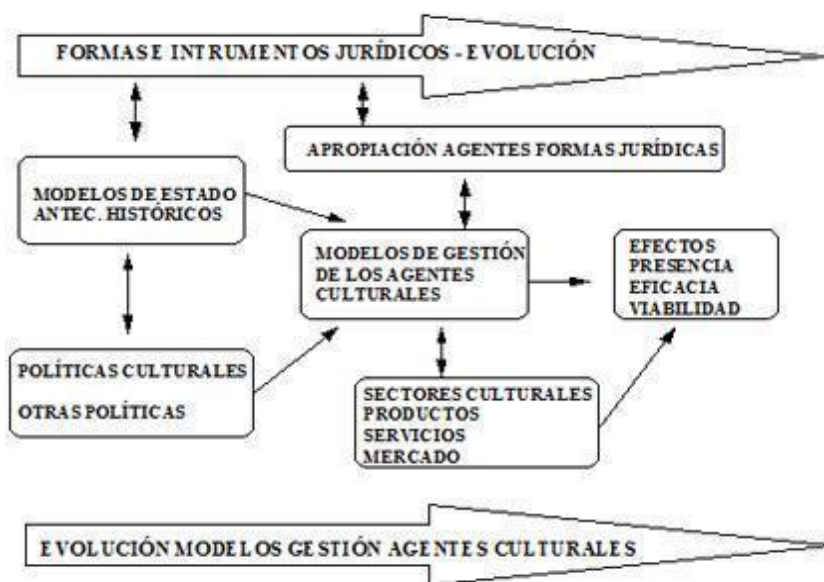 FORMAS E INTRUMENTOS JURÍDICOS - EVOLUCIÓN
APROPIACIÓN AGENTES FORMAS JURÍDICAS
MODELOS DE ESTADO
ANTEC. HISTÓRICOS
MODELOS DE GESTIÓN
DE LOS AGENTES
CULTURALES
EFECTOS
PRESENCIA
EFICACIA
VIABILIDAD
POLÍTICAS CULTURALES
OTRAS POLÍTICAS
SECTORES CULTURALES
PRODUCTOS
SERVICIOS
MERCADO
EVOLUCIÓN MODELOS GESTIÓN AGENTES CULTURALES